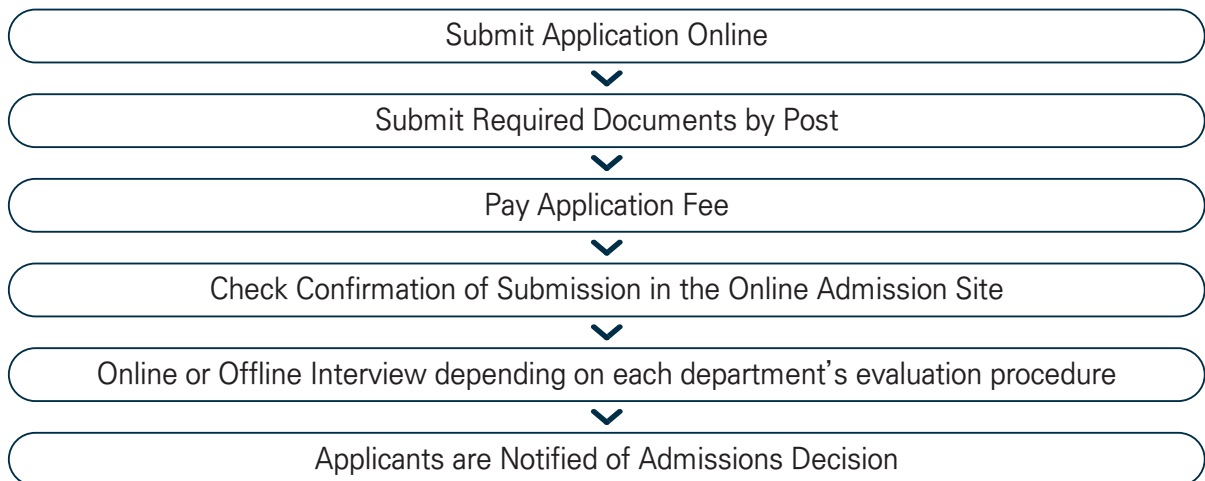 Submit Application Online
Submit Required Documents by Post
Pay Application Fee
Check Confirmation of Submission in the Online Admission Site
Online or Offline Interview depending on each department’s evaluation procedure
Applicants are Notified of Admissions Decision